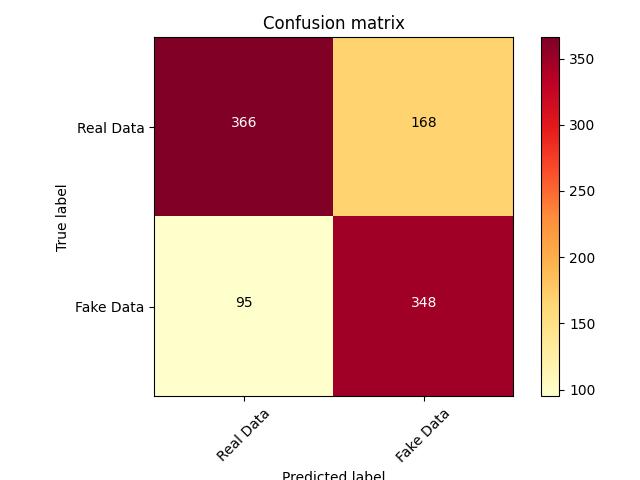 Confusion matrix
Real Data
366
168
350
300
250
200
150
100
True label
Fake Data
95
348
Real Data
Fake Data
Predicted label